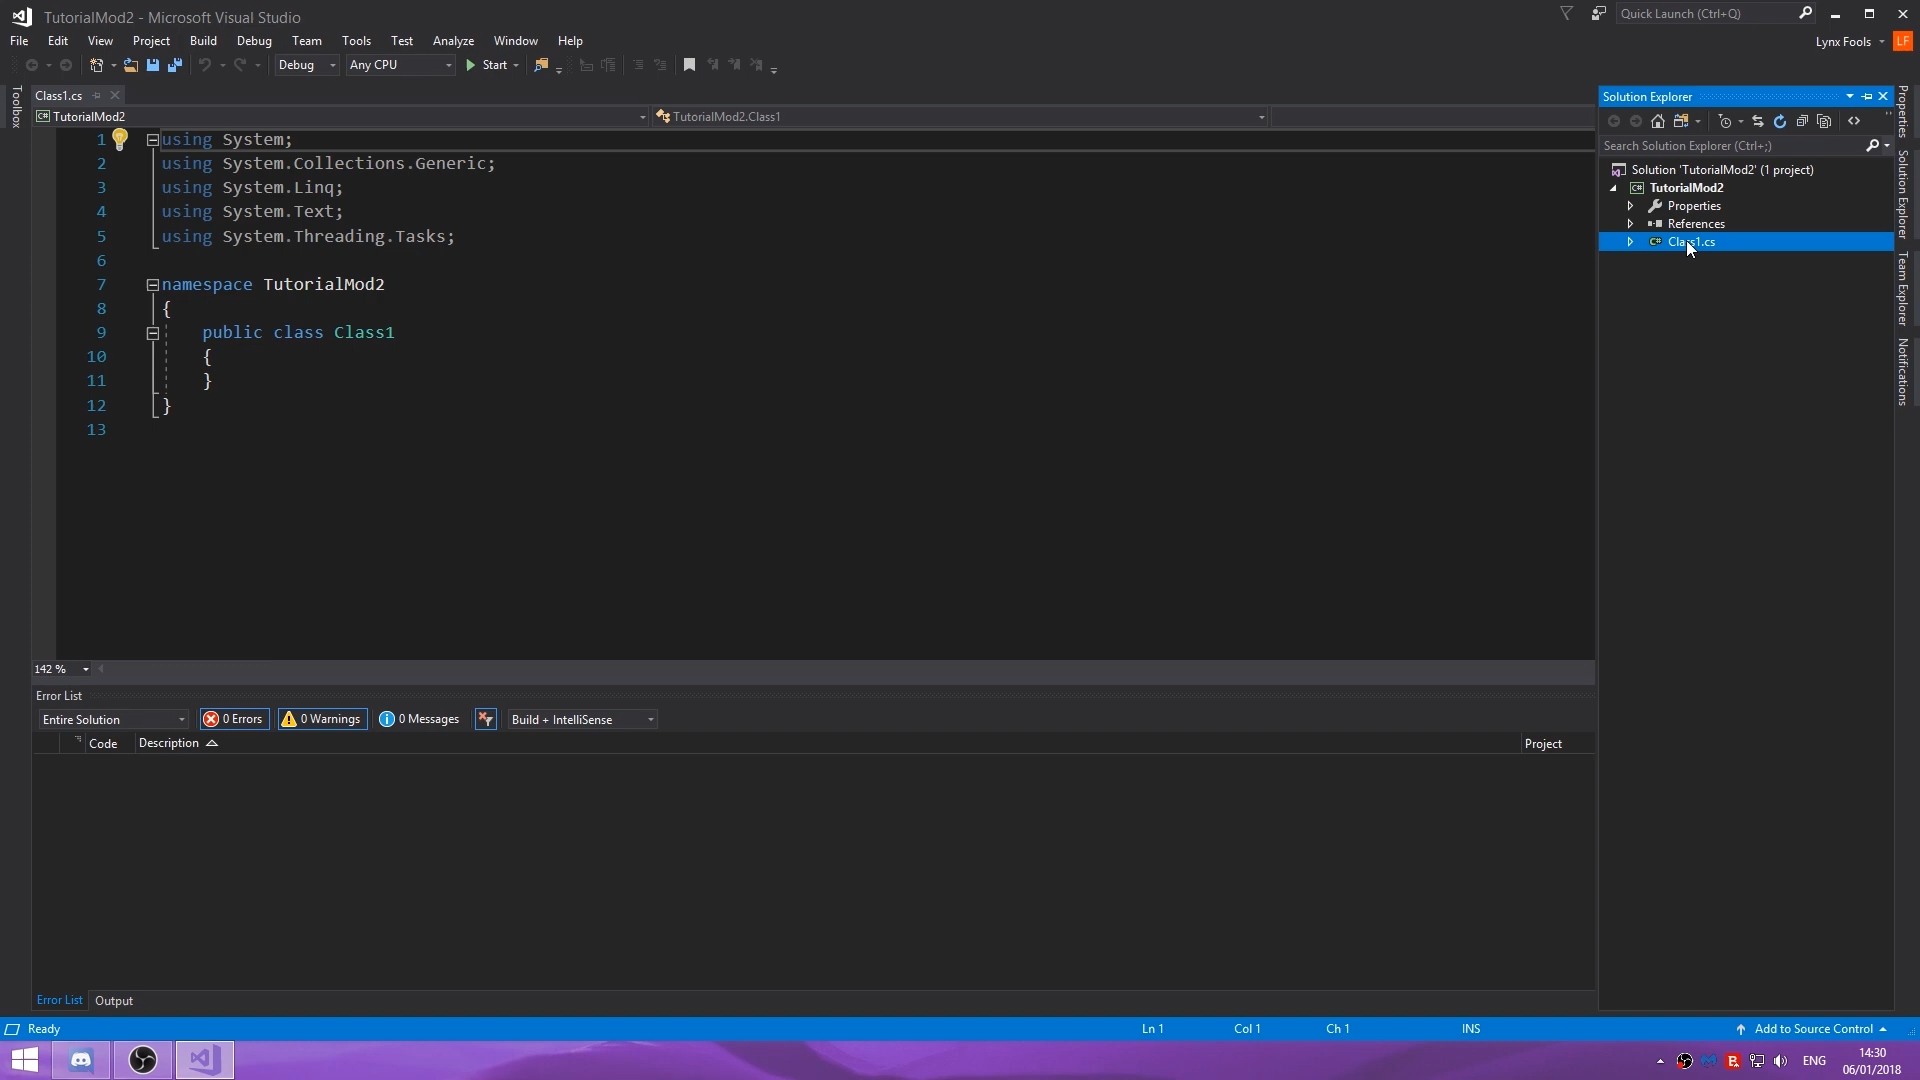 TutorialMod2 - Microsoft Visual Studio
Quick Launch (Ctrl+Q)
File Edit View Project Build Debug Team Tools Test Analyze Window Help
Lynx Fools LF
Debug Any CPU Start
Toolbox
Class1.cs
TutorialMod2 TutorialMod2.Class1
1 using System;
2 using System.Collections.Generic;
3 using System.Linq;
4 using System.Text;
5 using System.Threading.Tasks;
6
7 namespace TutorialMod2
8 {
9 public class Class1
10 {
11 }
12 }
13
142 %
Error List
Entire Solution 0 Errors 0 Warnings 0 Messages Build + IntelliSense
Code Description Project
Error List Output
Solution Explorer
Search Solution Explorer (Ctrl+;)
Solution 'TutorialMod2' (1 project)
C# TutorialMod2
Properties
References
C# Class1.cs
Properties
Solution Explorer
Team Explorer
Notifications
Ready Ln 1 Col 1 Ch 1 INS Add to Source Control
ENG
14:30
06/01/2018